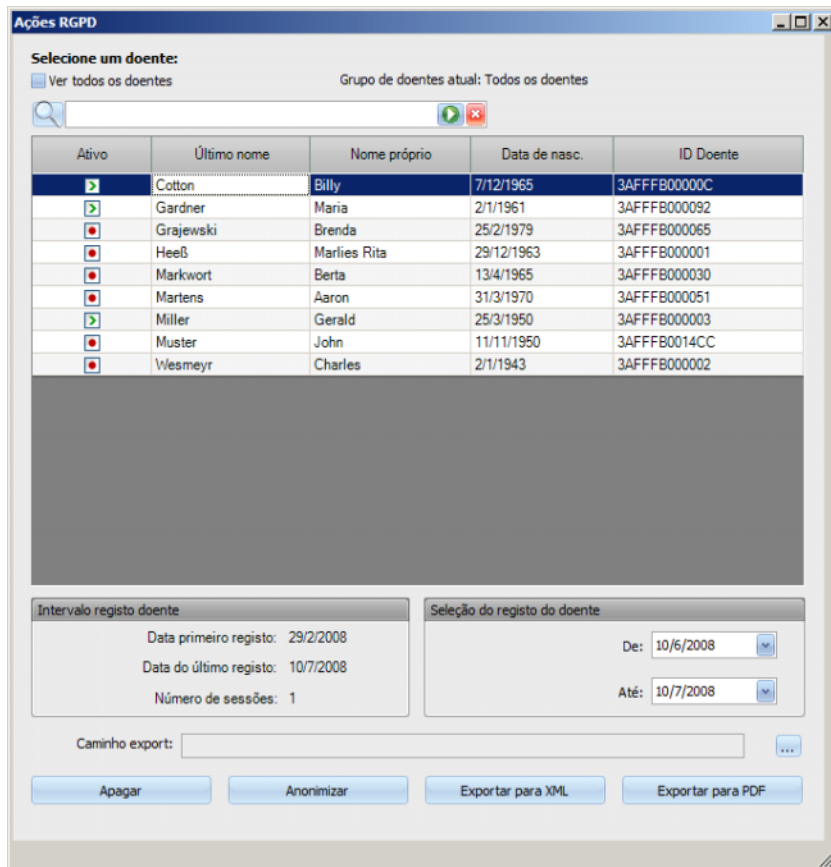 Ações RGPD
Selecione um doente:
Ver todos os doentes Grupo de doentes atual: Todos os doentes
Ativo Último nome Nome próprio Data de nasc. ID Doente
Cotton Billy 7/12/1965 3AFFFB00000C
Gardner Maria 2/1/1961 3AFFFB000092
Grajewski Brenda 25/2/1979 3AFFFB000065
Heeß Marlies Rita 29/12/1963 3AFFFB000001
Markwort Berta 13/4/1965 3AFFFB000030
Martens Aaron 31/3/1970 3AFFFB000051
Miller Gerald 25/3/1950 3AFFFB000003
Muster John 11/11/1950 3AFFFB0014CC
Wesmeyr Charles 2/1/1943 3AFFFB000002
Intervalo registo doente
Data primeiro registo: 29/2/2008
Data do último registo: 10/7/2008
Número de sessões: 1
Seleção do registo do doente
De: 10/6/2008
Até: 10/7/2008
Caminho export: ...
Apagar Anonimizar Exportar para XML Exportar para PDF